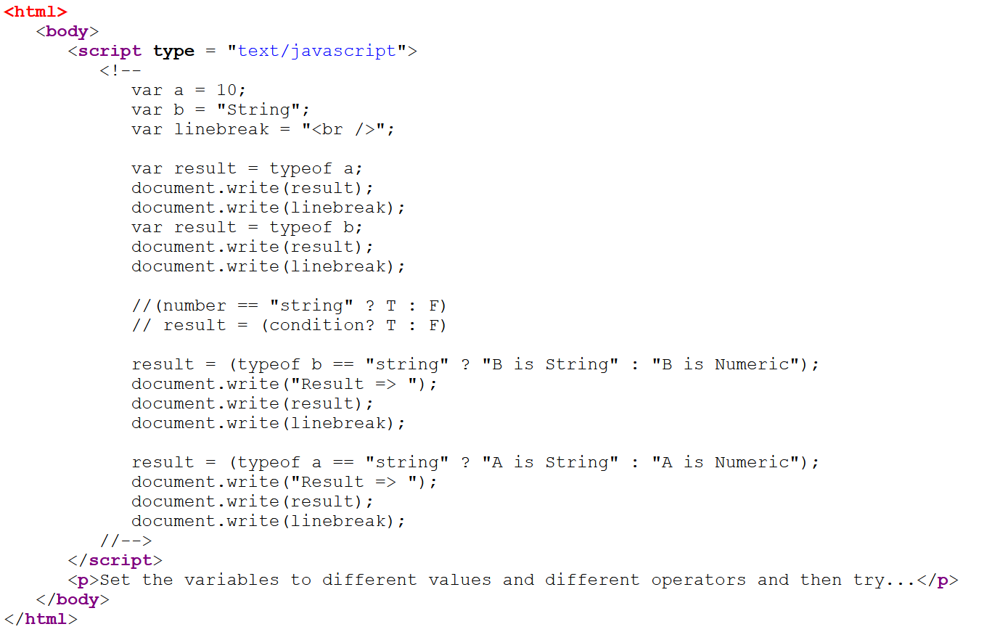 <html>
<body>
<script type = "text/javascript">
<!--
var a = 10;
var b = "String";
var linebreak = "<br />";
var result = typeof a;
document.write(result);
document.write(linebreak);
var result = typeof b;
document.write(result);
document.write(linebreak);
//(number == "string" ? T : F)
// result = (condition? T : F)
result = (typeof b == "string" ? "B is String" : "B is Numeric");
document.write("Result => ");
document.write(result);
document.write(linebreak);
result = (typeof a == "string" ? "A is String" : "A is Numeric");
document.write("Result => ");
document.write(result);
document.write(linebreak);
//-->
</script>
<p>Set the variables to different values and different operators and then try...</p>
</body>
</html>